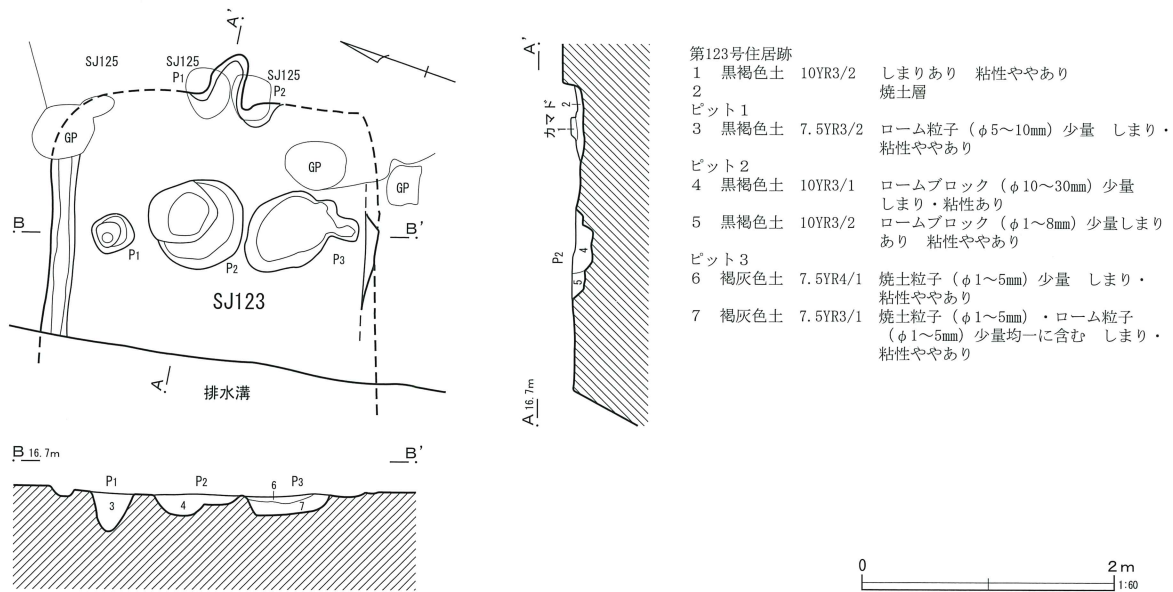 A'
SJ125
SJ125
P1
SJ125
P2
GP
GP
GP
B
B'
P1
P2
P3
SJ123
A
排水溝
B 16.7m
B'
P1
P2
6
P3
3
4
7
A'
カマド
1
2
P2
4
5
A 16.7m
第123号住居跡
1 黒褐色土 10YR3/2 しまりあり 粘性ややあり
2 焼土層
ピット1
3 黒褐色土 7.5YR3/2 ローム粒子(φ5~10mm)少量 しまり・
粘性ややあり
ピット2
4 黒褐色土 10YR3/1 ロームブロック(φ10~30mm)少量
しまり・粘性あり
5 黒褐色土 10YR3/2 ロームブロック(φ1~8mm)少量しまり
あり 粘性ややあり
ピット3
6 褐灰色土 7.5YR4/1 焼土粒子(φ1~5mm)少量 しまり・
粘性ややあり
7 褐灰色土 7.5YR3/1 焼土粒子(φ1~5mm)・ローム粒子
(φ1~5mm)少量均一に含む しまり・
粘性ややあり
0 2m
1:60